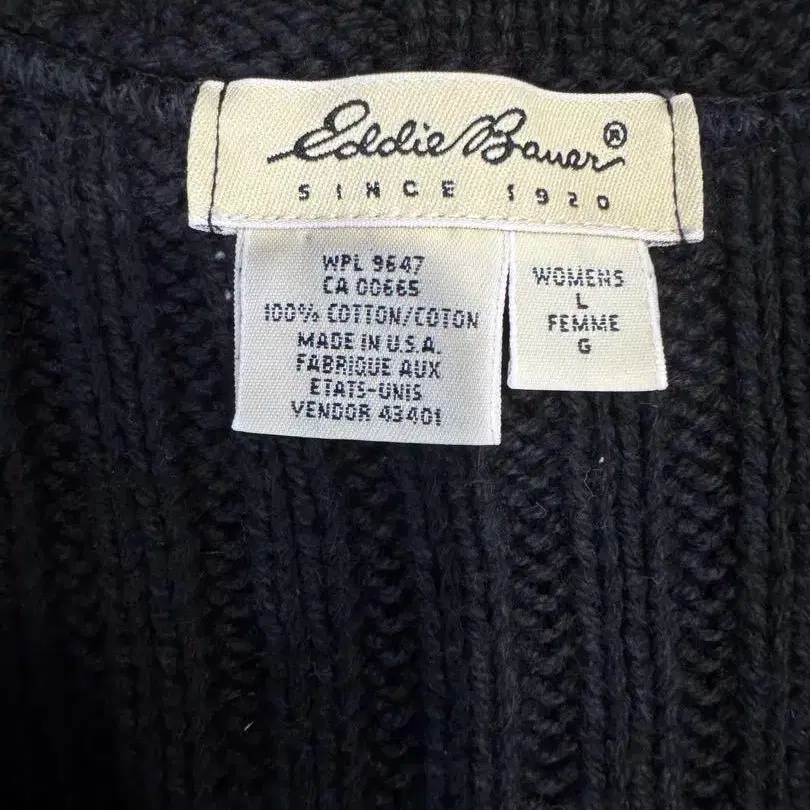 Eddie Bauer®
SINCE 1920
WPL 9647
CA 00665
100% COTTON/COTON
MADE IN U.S.A.
FABRIQUE AUX
ETATS-UNIS
VENDOR 43401
WOMENS
L
FEMME
G